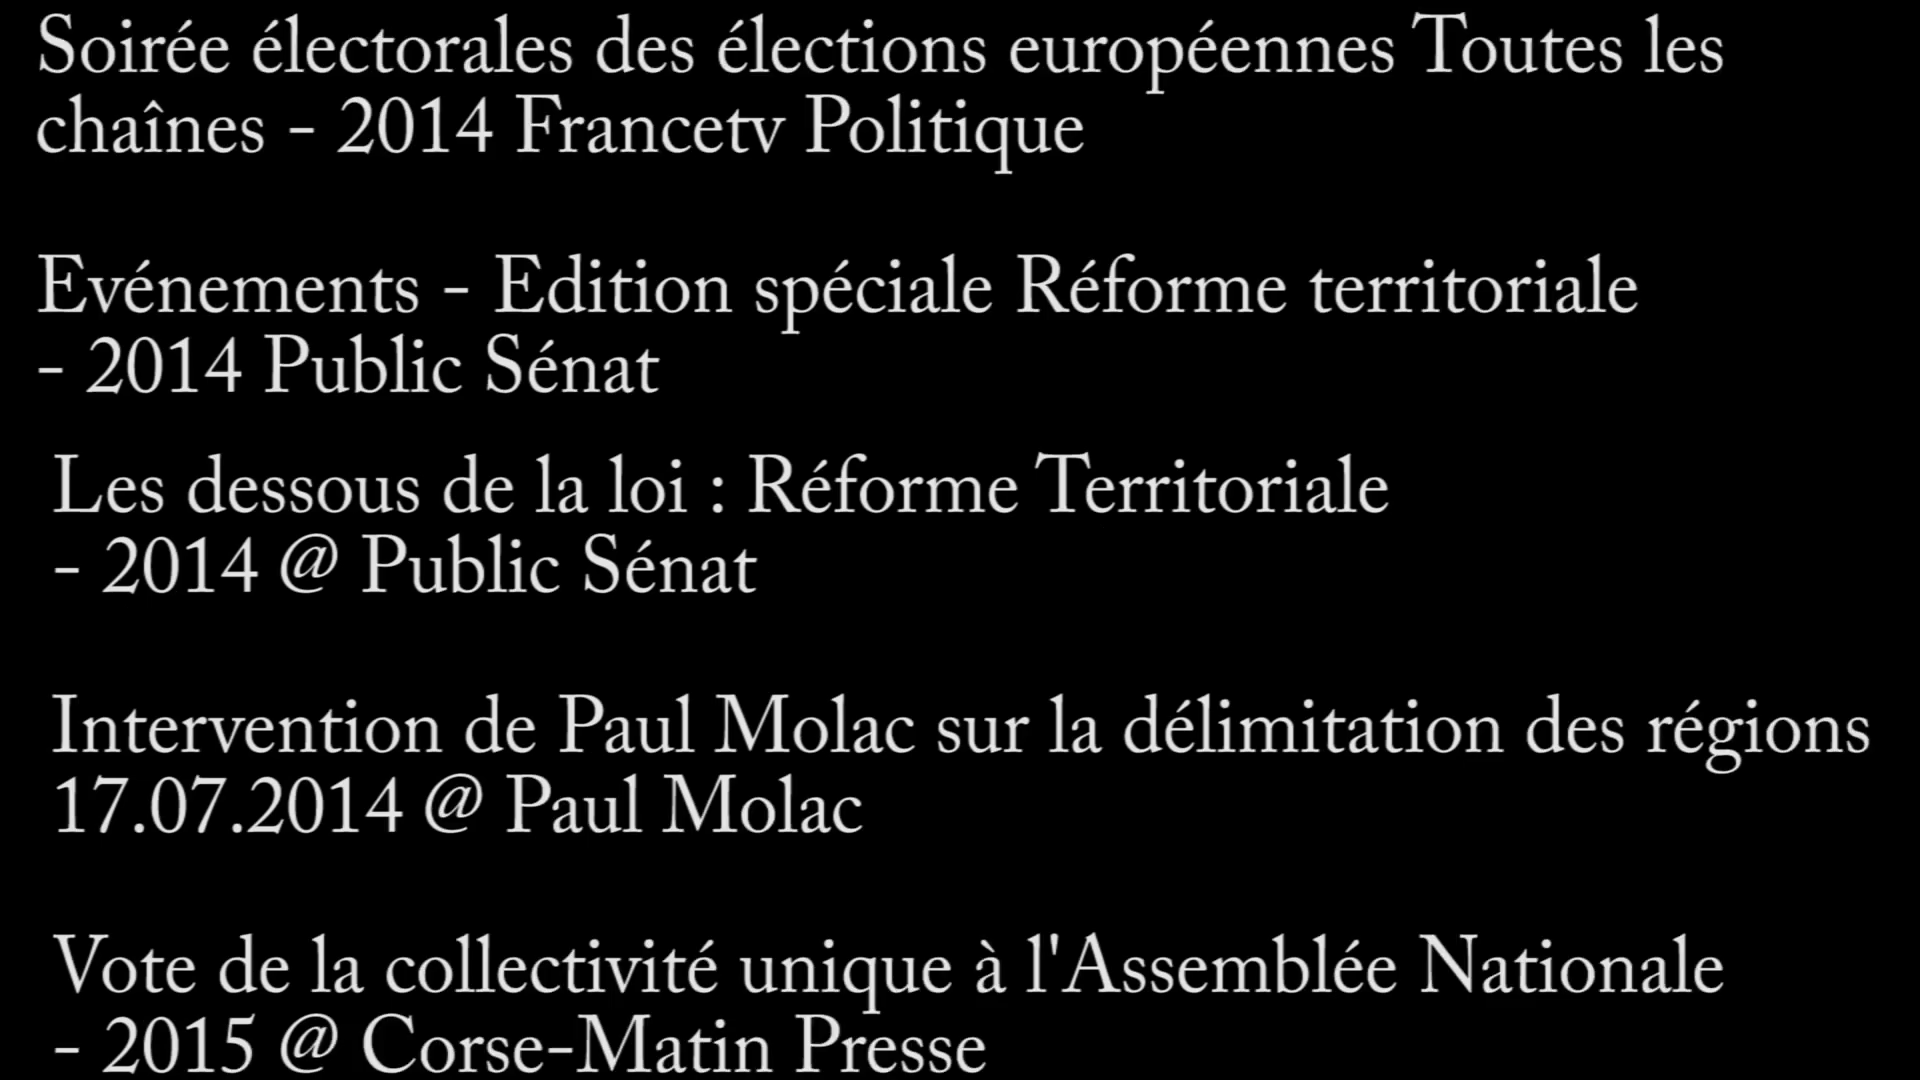 Soirée électorales des élections européennes Toutes les
chaînes - 2014 Francetv Politique
Evénements - Edition spéciale Réforme territoriale
- 2014 Public Sénat
Les dessous de la loi : Réforme Territoriale
- 2014 @ Public Sénat
Intervention de Paul Molac sur la délimitation des régions
17.07.2014 @ Paul Molac
Vote de la collectivité unique à l'Assemblée Nationale
- 2015 @ Corse-Matin Presse